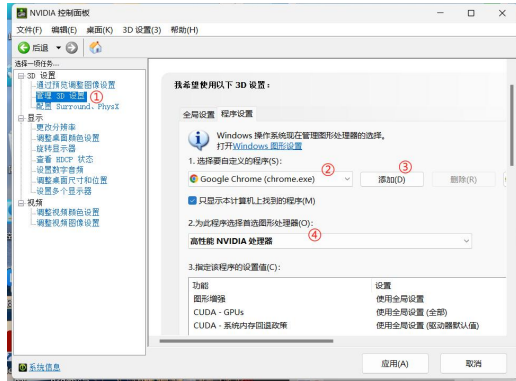 NVIDIA 控制面板
文件(F) 编辑(E) 桌面(K) 3D 设置(3) 帮助(H)
后退
选择一项任务...
3D 设置
通过预览调整图像设置
管理 3D 设置 ①
配置 Surround、PhysX
显示
更改分辨率
调整桌面颜色设置
旋转显示器
查看 HDCP 状态
设置数字音频
调整桌面尺寸和位置
设置多个显示器
视频
调整视频颜色设置
调整视频图像设置
系统信息
我希望使用以下 3D 设置:
全局设置 程序设置
Windows 操作系统现在管理图形处理器的选择。
打开Windows 图形设置
1. 选择要自定义的程序(S):
② ③
Google Chrome (chrome.exe) 添加(D) 删除(R)
只显示本计算机上找到的程序(M)
2.为此程序选择首选图形处理器(O):
④
高性能 NVIDIA 处理器
3.指定该程序的设置值(C):
功能 设置
图形增强 使用全局设置
CUDA - GPUs 使用全局设置 (全部)
CUDA - 系统内存回退政策 使用全局设置 (驱动器默认值)
应用(A) 取消